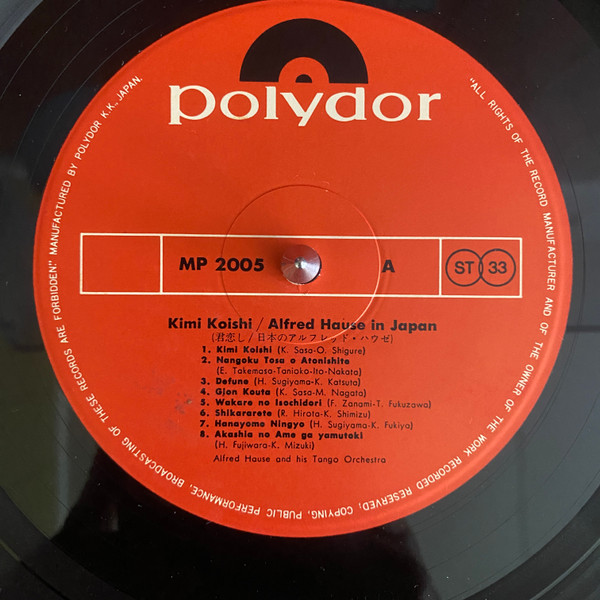 polydor
MP 2005
A
ST 33
Kimi Koishi / Alfred Hause in Japan
(君恋し / 日本のアルフレッド・ハウゼ)
1. Kimi Koishi (K. Sasa-O. Shigure)
2. Nangoku Tosa o Atonishite
(E. Takemasa-Tanioka-Ito-Nakata)
3. Defune (H. Sugiyama-K. Katsuta)
4. Gion Kouta (K. Sasa-M. Nagata)
5. Wakare no Isochidori (F. Zanami-T. Fukuzawa)
6. Shikararete (R. Hirota-K. Shimizu)
7. Hanayome Ningyo (H. Sugiyama-K. Fukiya)
8. Akashia no Ame ga yamutoki
(H. Fujiwara-K. Mizuki)
Alfred Hause and his Tango Orchestra
"ALL RIGHTS OF THE RECORD MANUFACTURER AND OF THE OWNER OF THE WORK RECORDED RESERVED; COPYING, PUBLIC PERFORMANCE, BROADCASTING OF THESE RECORDS ARE FORBIDDEN." MANUFACTURED BY POLYDOR K.K. JAPAN.